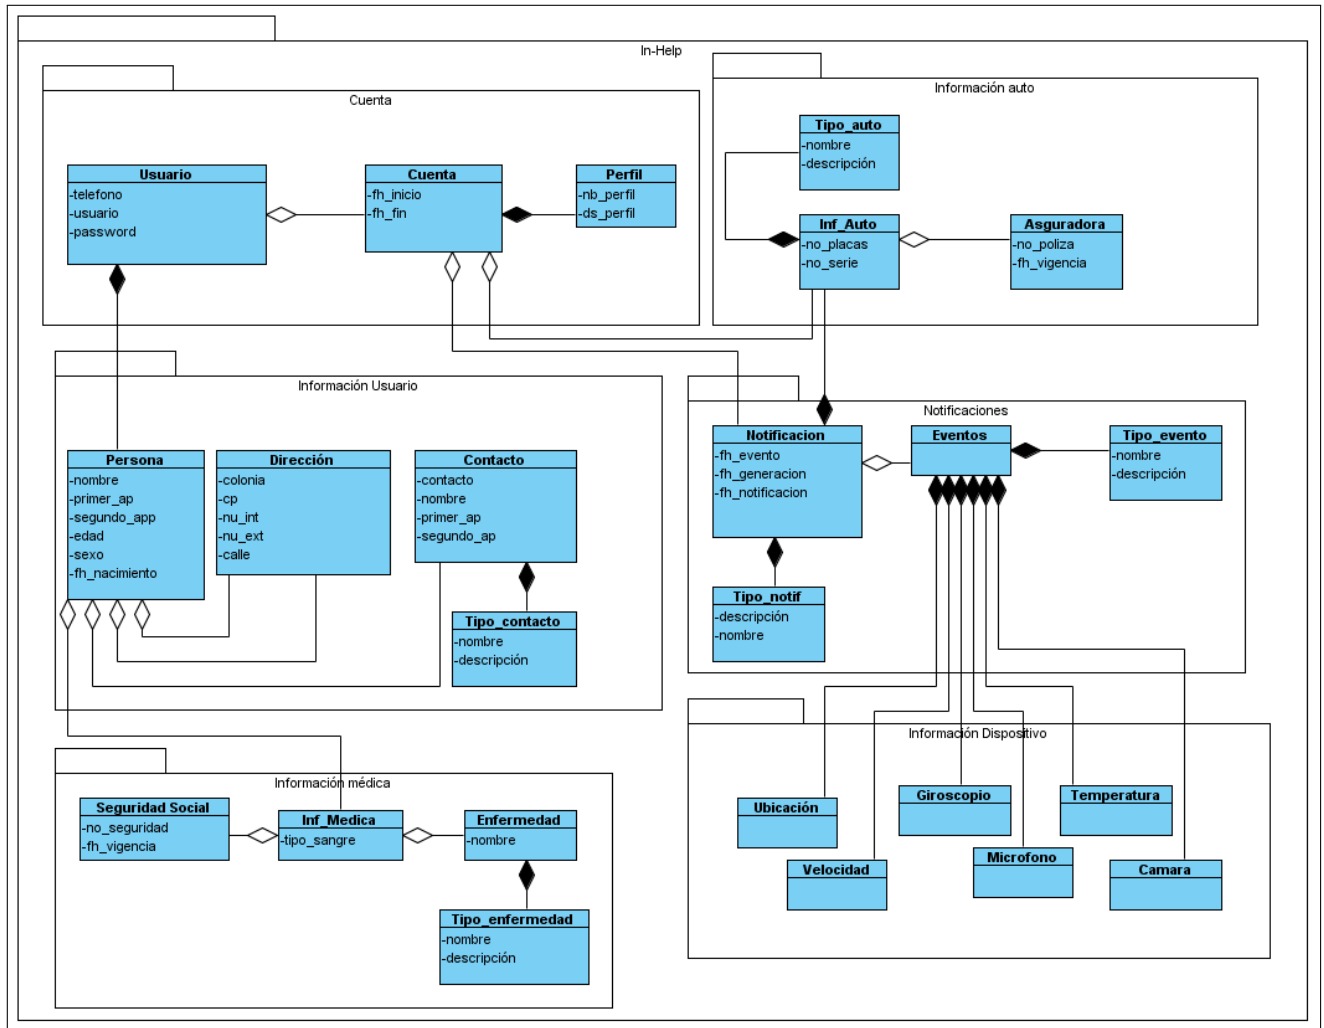 In-Help
Cuenta
Usuario
-telefono
-usuario
-password
Cuenta
-fh_inicio
-fh_fin
Perfil
-nb_perfil
-ds_perfil
Información auto
Tipo_auto
-nombre
-descripción
Inf_Auto
-no_placas
-no_serie
Asguradora
-no_poliza
-fh_vigencia
Información Usuario
Persona
-nombre
-primer_ap
-segundo_app
-edad
-sexo
-fh_nacimiento
Dirección
-colonia
-cp
-nu_int
-nu_ext
-calle
Contacto
-contacto
-nombre
-primer_ap
-segundo_ap
Tipo_contacto
-nombre
-descripción
Notificaciones
Notificacion
-fh_evento
-fh_generacion
-fh_notificacion
Eventos
Tipo_evento
-nombre
-descripción
Tipo_notif
-descripción
-nombre
Información médica
Seguridad Social
-no_seguridad
-fh_vigencia
Inf_Medica
-tipo_sangre
Enfermedad
-nombre
Tipo_enfermedad
-nombre
-descripción
Información Dispositivo
Ubicación
Giroscopio
Temperatura
Velocidad
Microfono
Camara